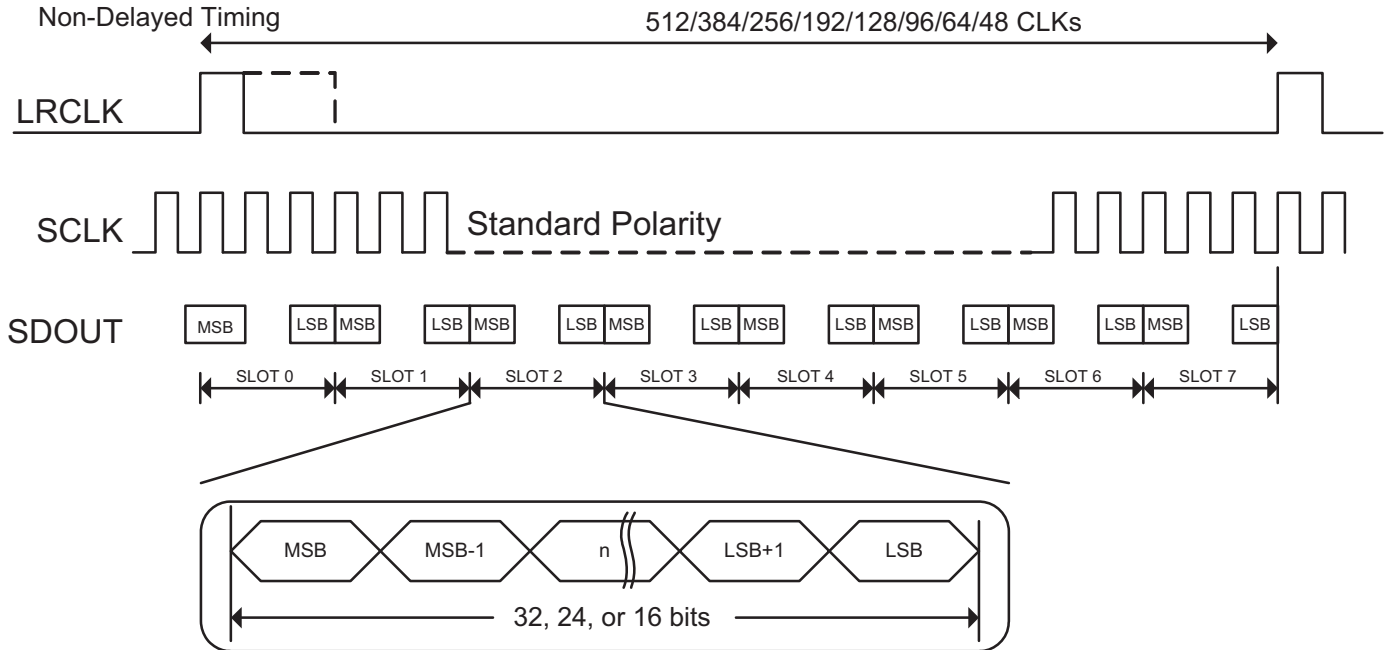 Non-Delayed Timing
512/384/256/192/128/96/64/48 CLKs
LRCLK
SCLK
Standard Polarity
SDOUT
MSB LSB MSB LSB MSB LSB MSB LSB MSB LSB MSB LSB MSB LSB MSB LSB
SLOT 0 SLOT 1 SLOT 2 SLOT 3 SLOT 4 SLOT 5 SLOT 6 SLOT 7
MSB MSB-1 n LSB+1 LSB
32, 24, or 16 bits